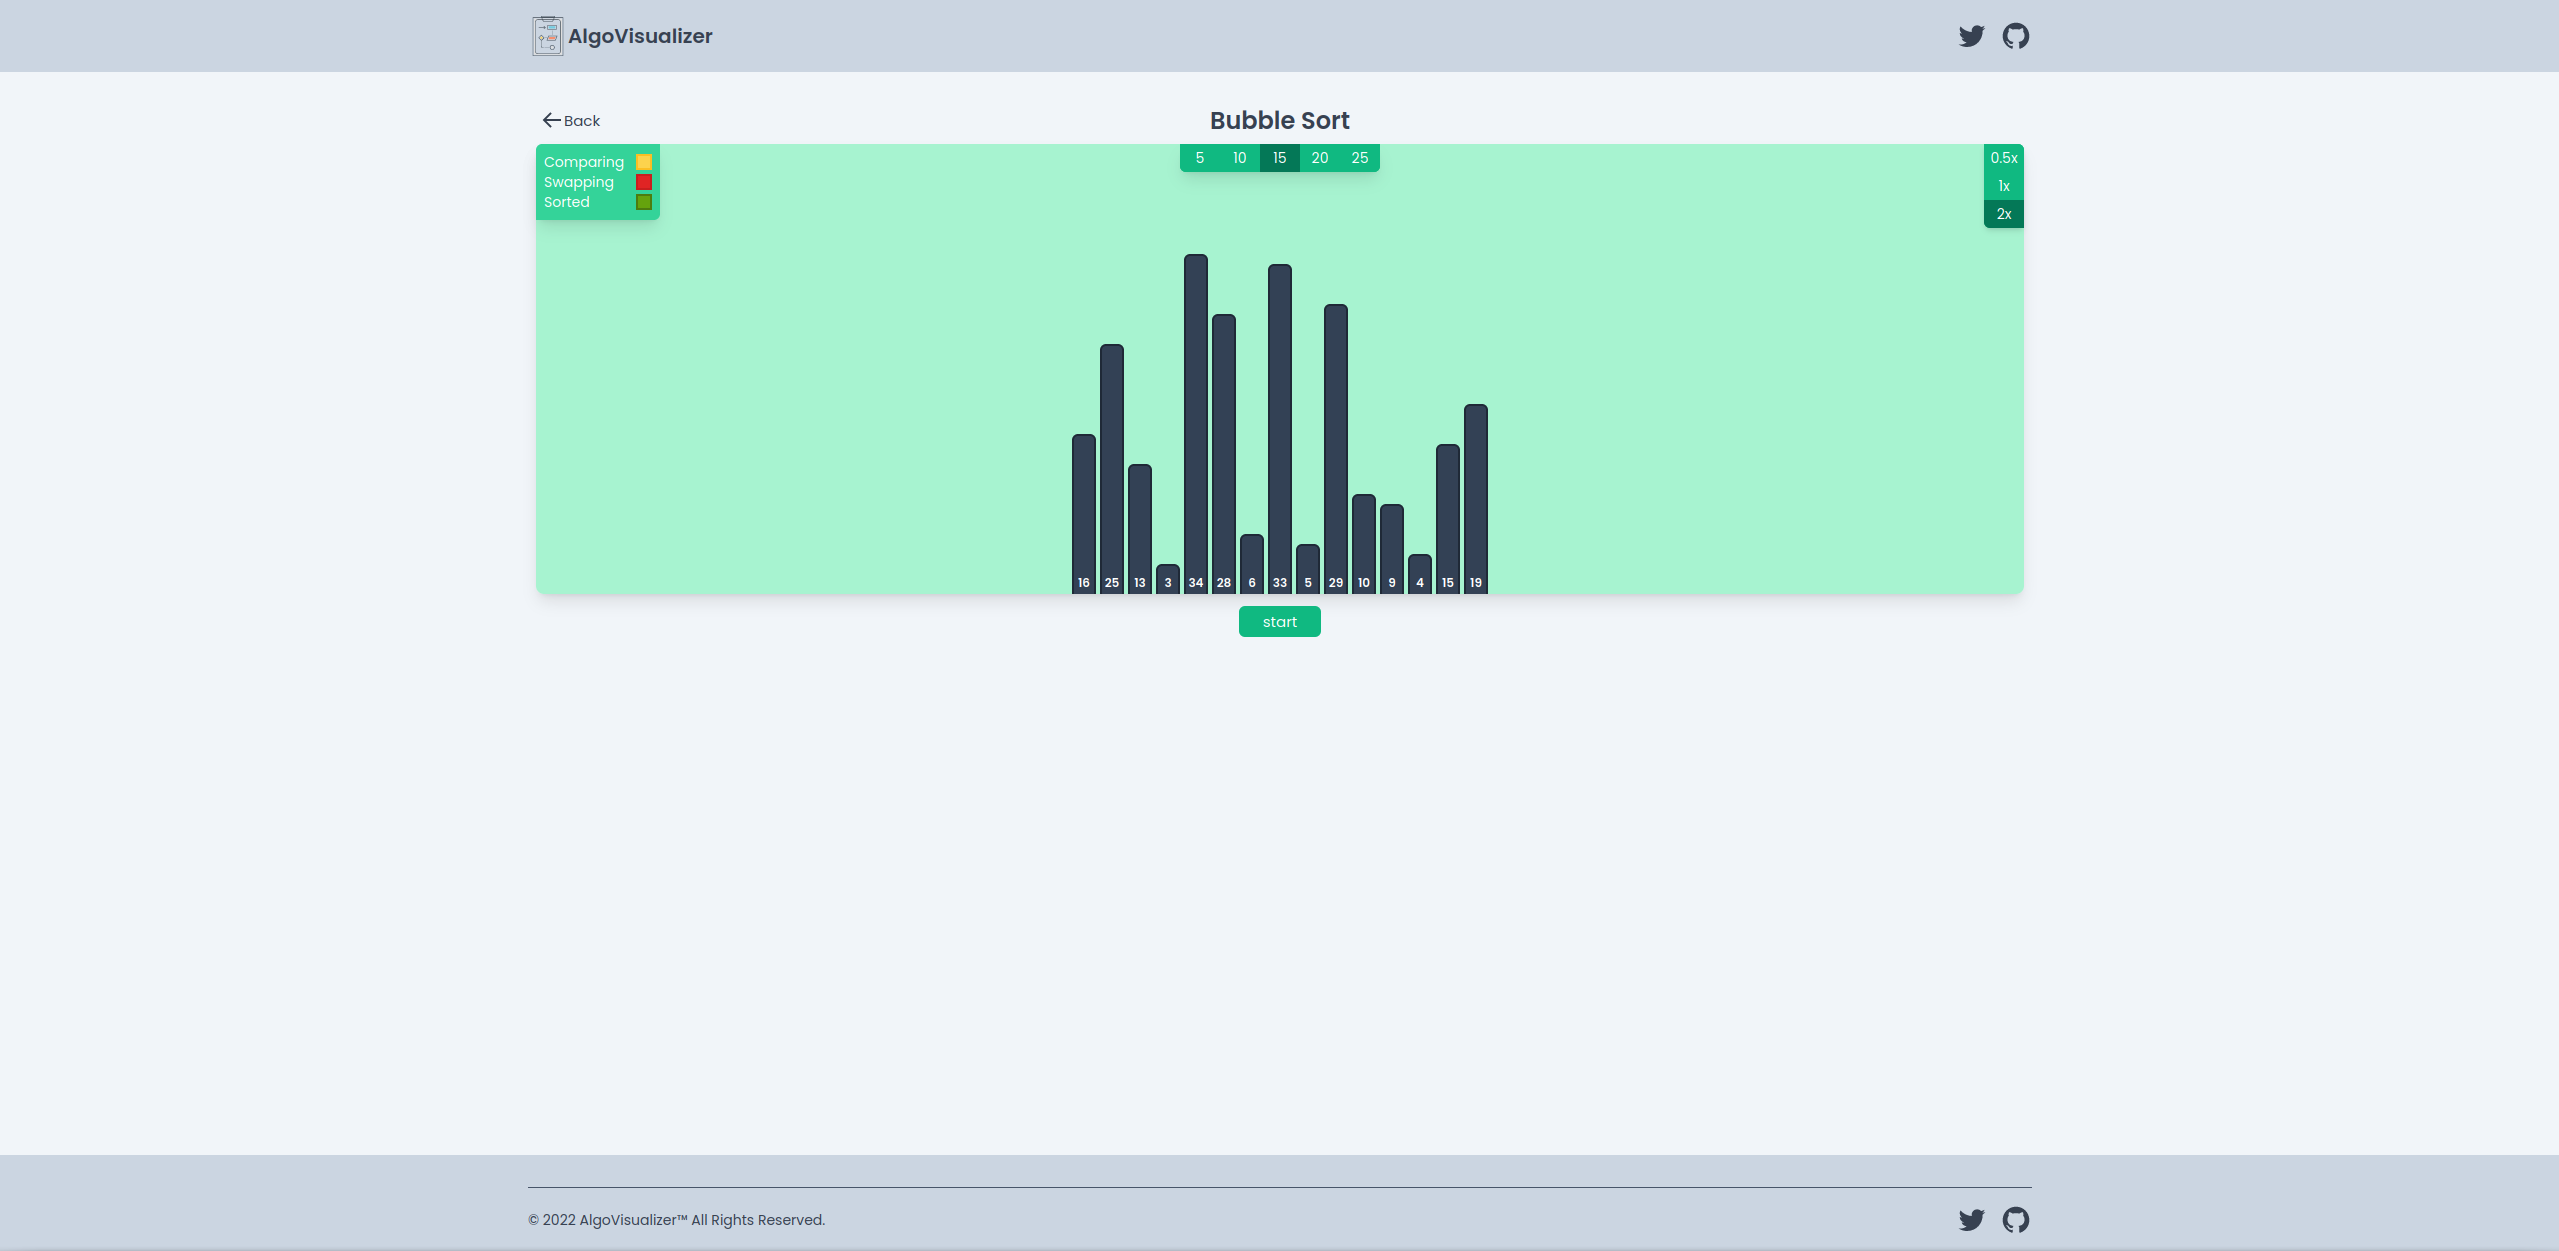 AlgoVisualizer
Back
Bubble Sort
Comparing
Swapping
Sorted
5 10 15 20 25
0.5x
1x
2x
16 25 13 3 34 28 6 33 5 29 10 9 4 15 19
start
© 2022 AlgoVisualizer™ All Rights Reserved.